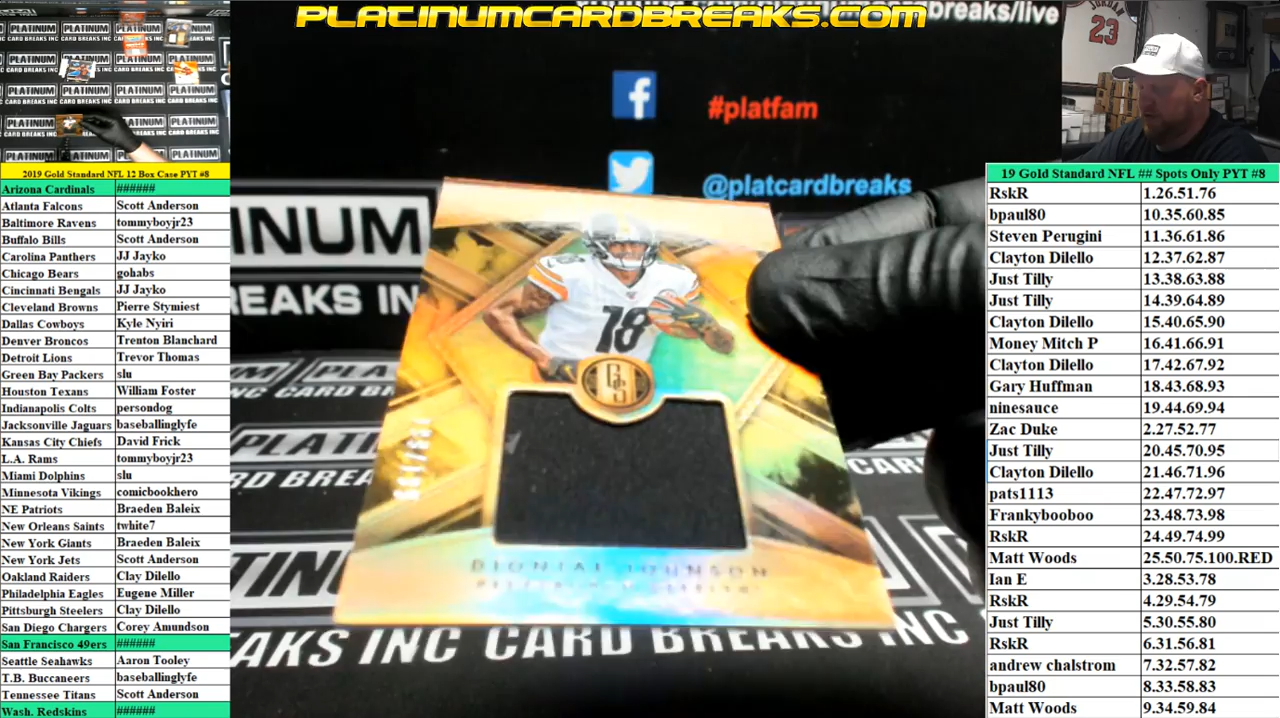 PLATINUMCARDBREAKS.COM
breaks/live
JORDAN
23
#platfam
@platcardbreaks
2019 Gold Standard NFL 12 Box Case PYT #8
Arizona Cardinals ######
Atlanta Falcons Scott Anderson
Baltimore Ravens tommyboyjr23
Buffalo Bills Scott Anderson
Carolina Panthers JJ Jayko
Chicago Bears gohabs
Cincinnati Bengals JJ Jayko
Cleveland Browns Pierre Stymiest
Dallas Cowboys Kyle Nyiri
Denver Broncos Trenton Blanchard
Detroit Lions Trevor Thomas
Green Bay Packers slu
Houston Texans William Foster
Indianapolis Colts persondog
Jacksonville Jaguars baseballinglyfe
Kansas City Chiefs David Frick
L.A. Rams tommyboyjr23
Miami Dolphins slu
Minnesota Vikings comicbookhero
NE Patriots Braeden Baleix
New Orleans Saints twhite7
New York Giants Braeden Baleix
New York Jets Scott Anderson
Oakland Raiders Clay Dilello
Philadelphia Eagles Eugene Miller
Pittsburgh Steelers Clay Dilello
San Diego Chargers Corey Amundson
San Francisco 49ers ######
Seattle Seahawks Aaron Tooley
T.B. Buccaneers baseballinglyfe
Tennessee Titans Scott Anderson
Wash. Redskins ######
18
GS
DIONTAE JOHNSON
19 Gold Standard NFL ## Spots Only PYT #8
RskR 1.26.51.76
bpaul80 10.35.60.85
Steven Perugini 11.36.61.86
Clayton Dilello 12.37.62.87
Just Tilly 13.38.63.88
Just Tilly 14.39.64.89
Clayton Dilello 15.40.65.90
Money Mitch P 16.41.66.91
Clayton Dilello 17.42.67.92
Gary Huffman 18.43.68.93
ninesauce 19.44.69.94
Zac Duke 2.27.52.77
Just Tilly 20.45.70.95
Clayton Dilello 21.46.71.96
pats1113 22.47.72.97
Frankybooboo 23.48.73.98
RskR 24.49.74.99
Matt Woods 25.50.75.100.RED
Ian E 3.28.53.78
RskR 4.29.54.79
Just Tilly 5.30.55.80
RskR 6.31.56.81
andrew chalstrom 7.32.57.82
bpaul80 8.33.58.83
Matt Woods 9.34.59.84